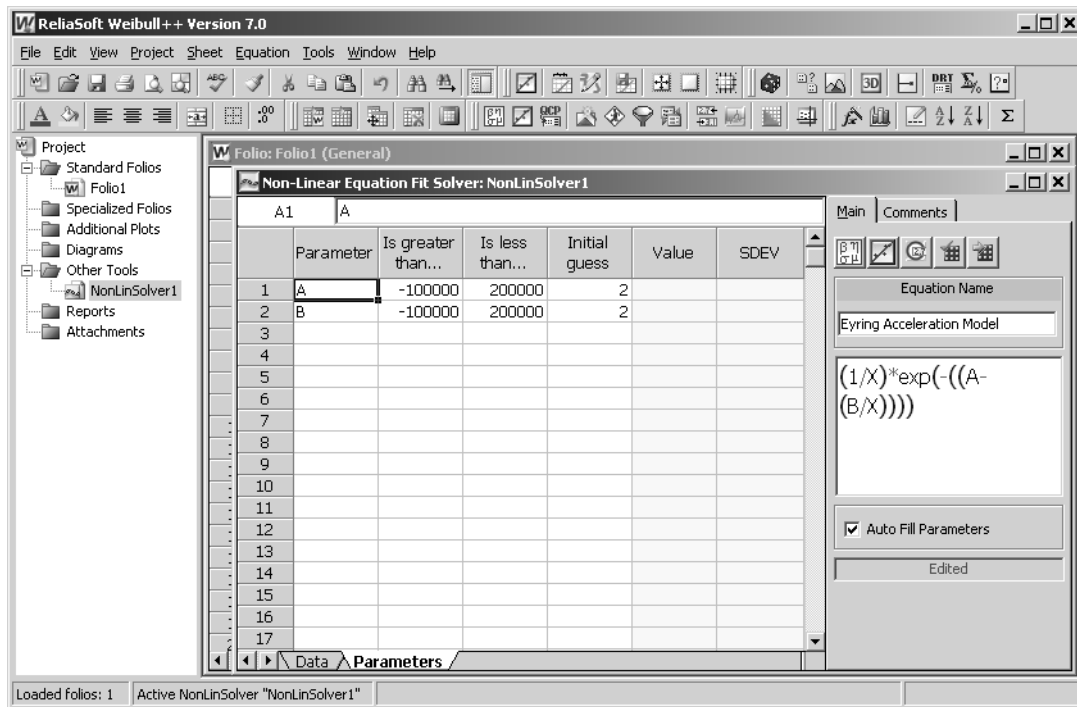 ReliaSoft Weibull++ Version 7.0
File Edit View Project Sheet Equation Tools Window Help
Project
Standard Folios
Folio1
Specialized Folios
Additional Plots
Diagrams
Other Tools
NonLinSolver1
Reports
Attachments
Folio: Folio1 (General)
Non-Linear Equation Fit Solver: NonLinSolver1
A1 A
Parameter Is greater than... Is less than... Initial guess Value SDEV
1 A -100000 200000 2
2 B -100000 200000 2
3
4
5
6
7
8
9
10
11
12
13
14
15
16
17
Data Parameters
Main Comments
Equation Name
Eyring Acceleration Model
(1/X)*exp(-((A-
(B/X))))
Auto Fill Parameters
Edited
Loaded folios: 1 Active NonLinSolver "NonLinSolver1"